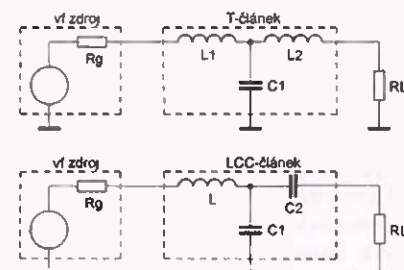 vf zdroj T-článek
Rg L1 L2
C1 RL
vf zdroj LCC-článek
Rg L C2
C1 RL